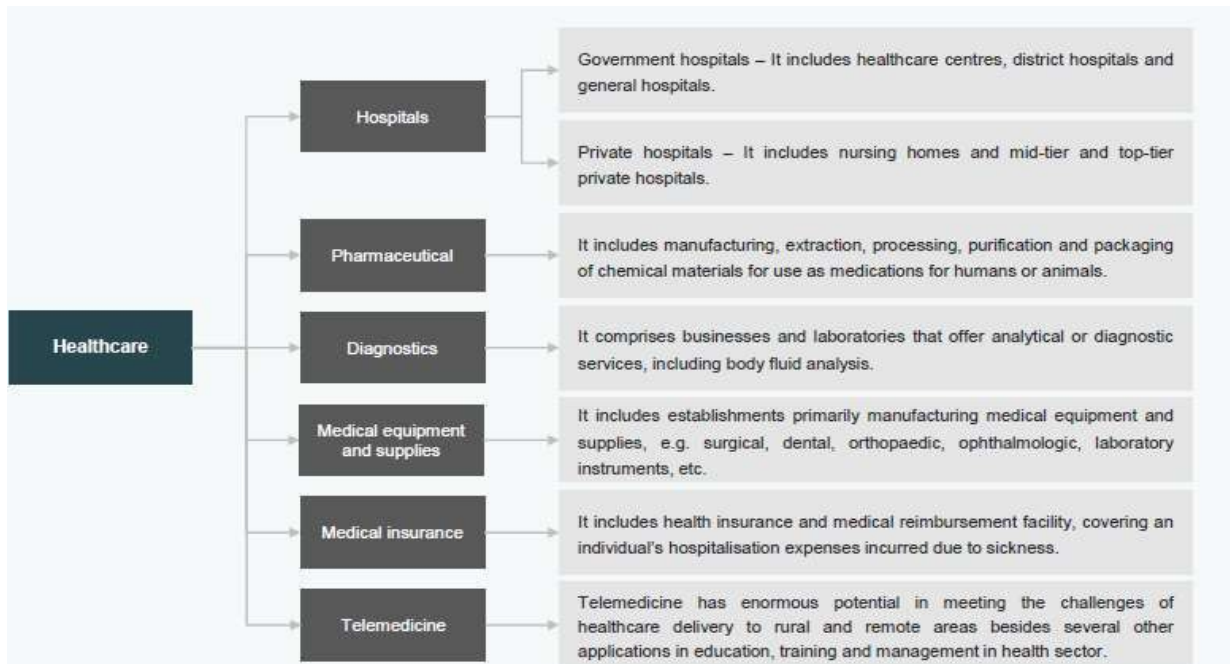 Healthcare
Hospitals
Government hospitals – It includes healthcare centres, district hospitals and
general hospitals.
Private hospitals – It includes nursing homes and mid-tier and top-tier
private hospitals.
Pharmaceutical
It includes manufacturing, extraction, processing, purification and packaging
of chemical materials for use as medications for humans or animals.
Diagnostics
It comprises businesses and laboratories that offer analytical or diagnostic
services, including body fluid analysis.
Medical equipment
and supplies
It includes establishments primarily manufacturing medical equipment and
supplies, e.g. surgical, dental, orthopaedic, ophthalmologic, laboratory
instruments, etc.
Medical insurance
It includes health insurance and medical reimbursement facility, covering an
individual's hospitalisation expenses incurred due to sickness.
Telemedicine
Telemedicine has enormous potential in meeting the challenges of
healthcare delivery to rural and remote areas besides several other
applications in education, training and management in health sector.